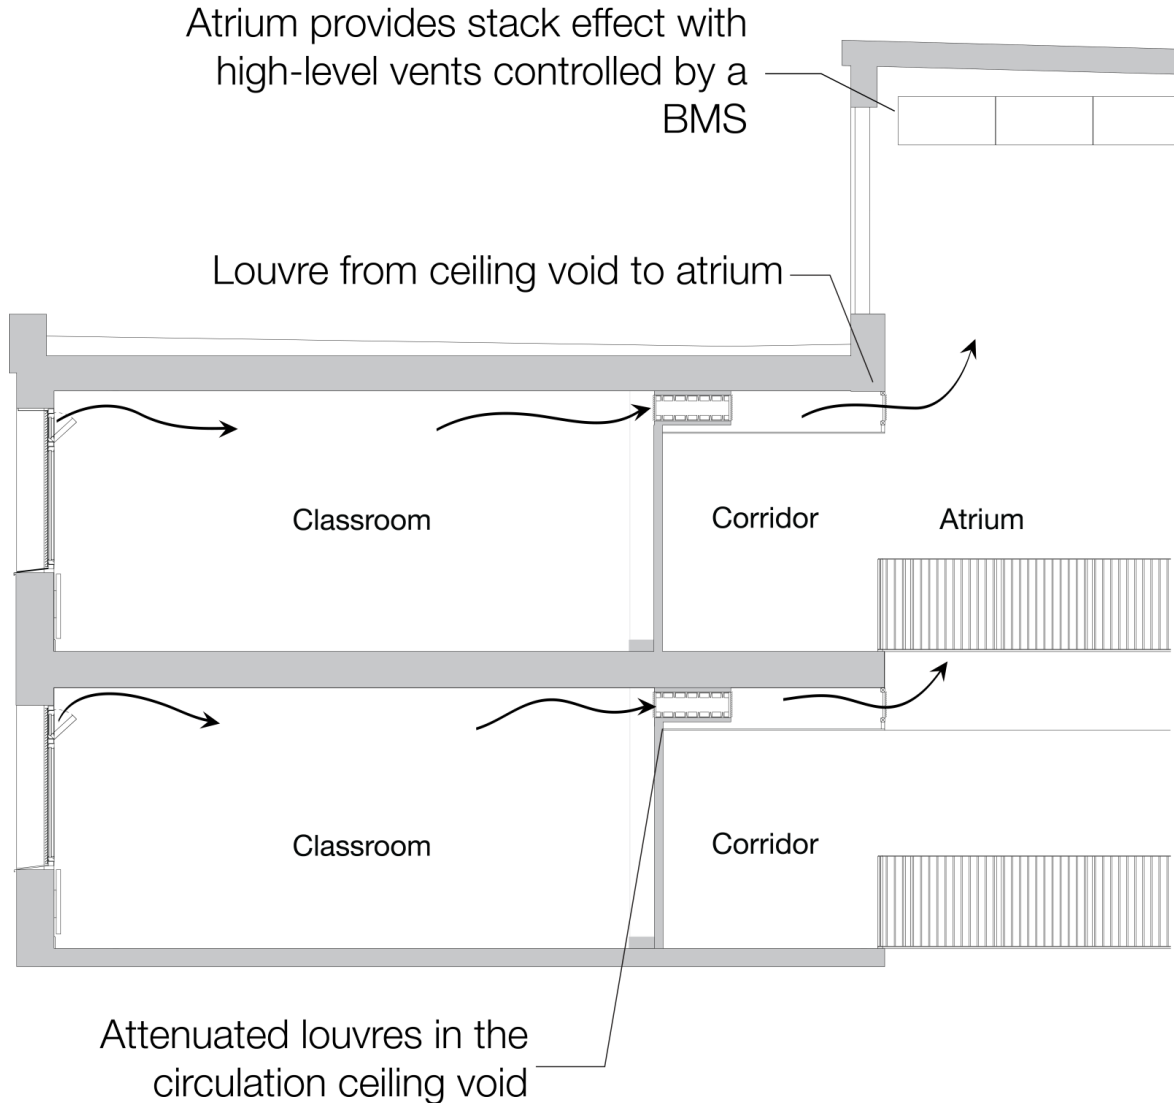 Atrium provides stack effect with
high-level vents controlled by a
BMS
Louvre from ceiling void to atrium
Classroom
Corridor
Atrium
Classroom
Corridor
Attenuated louvres in the
circulation ceiling void